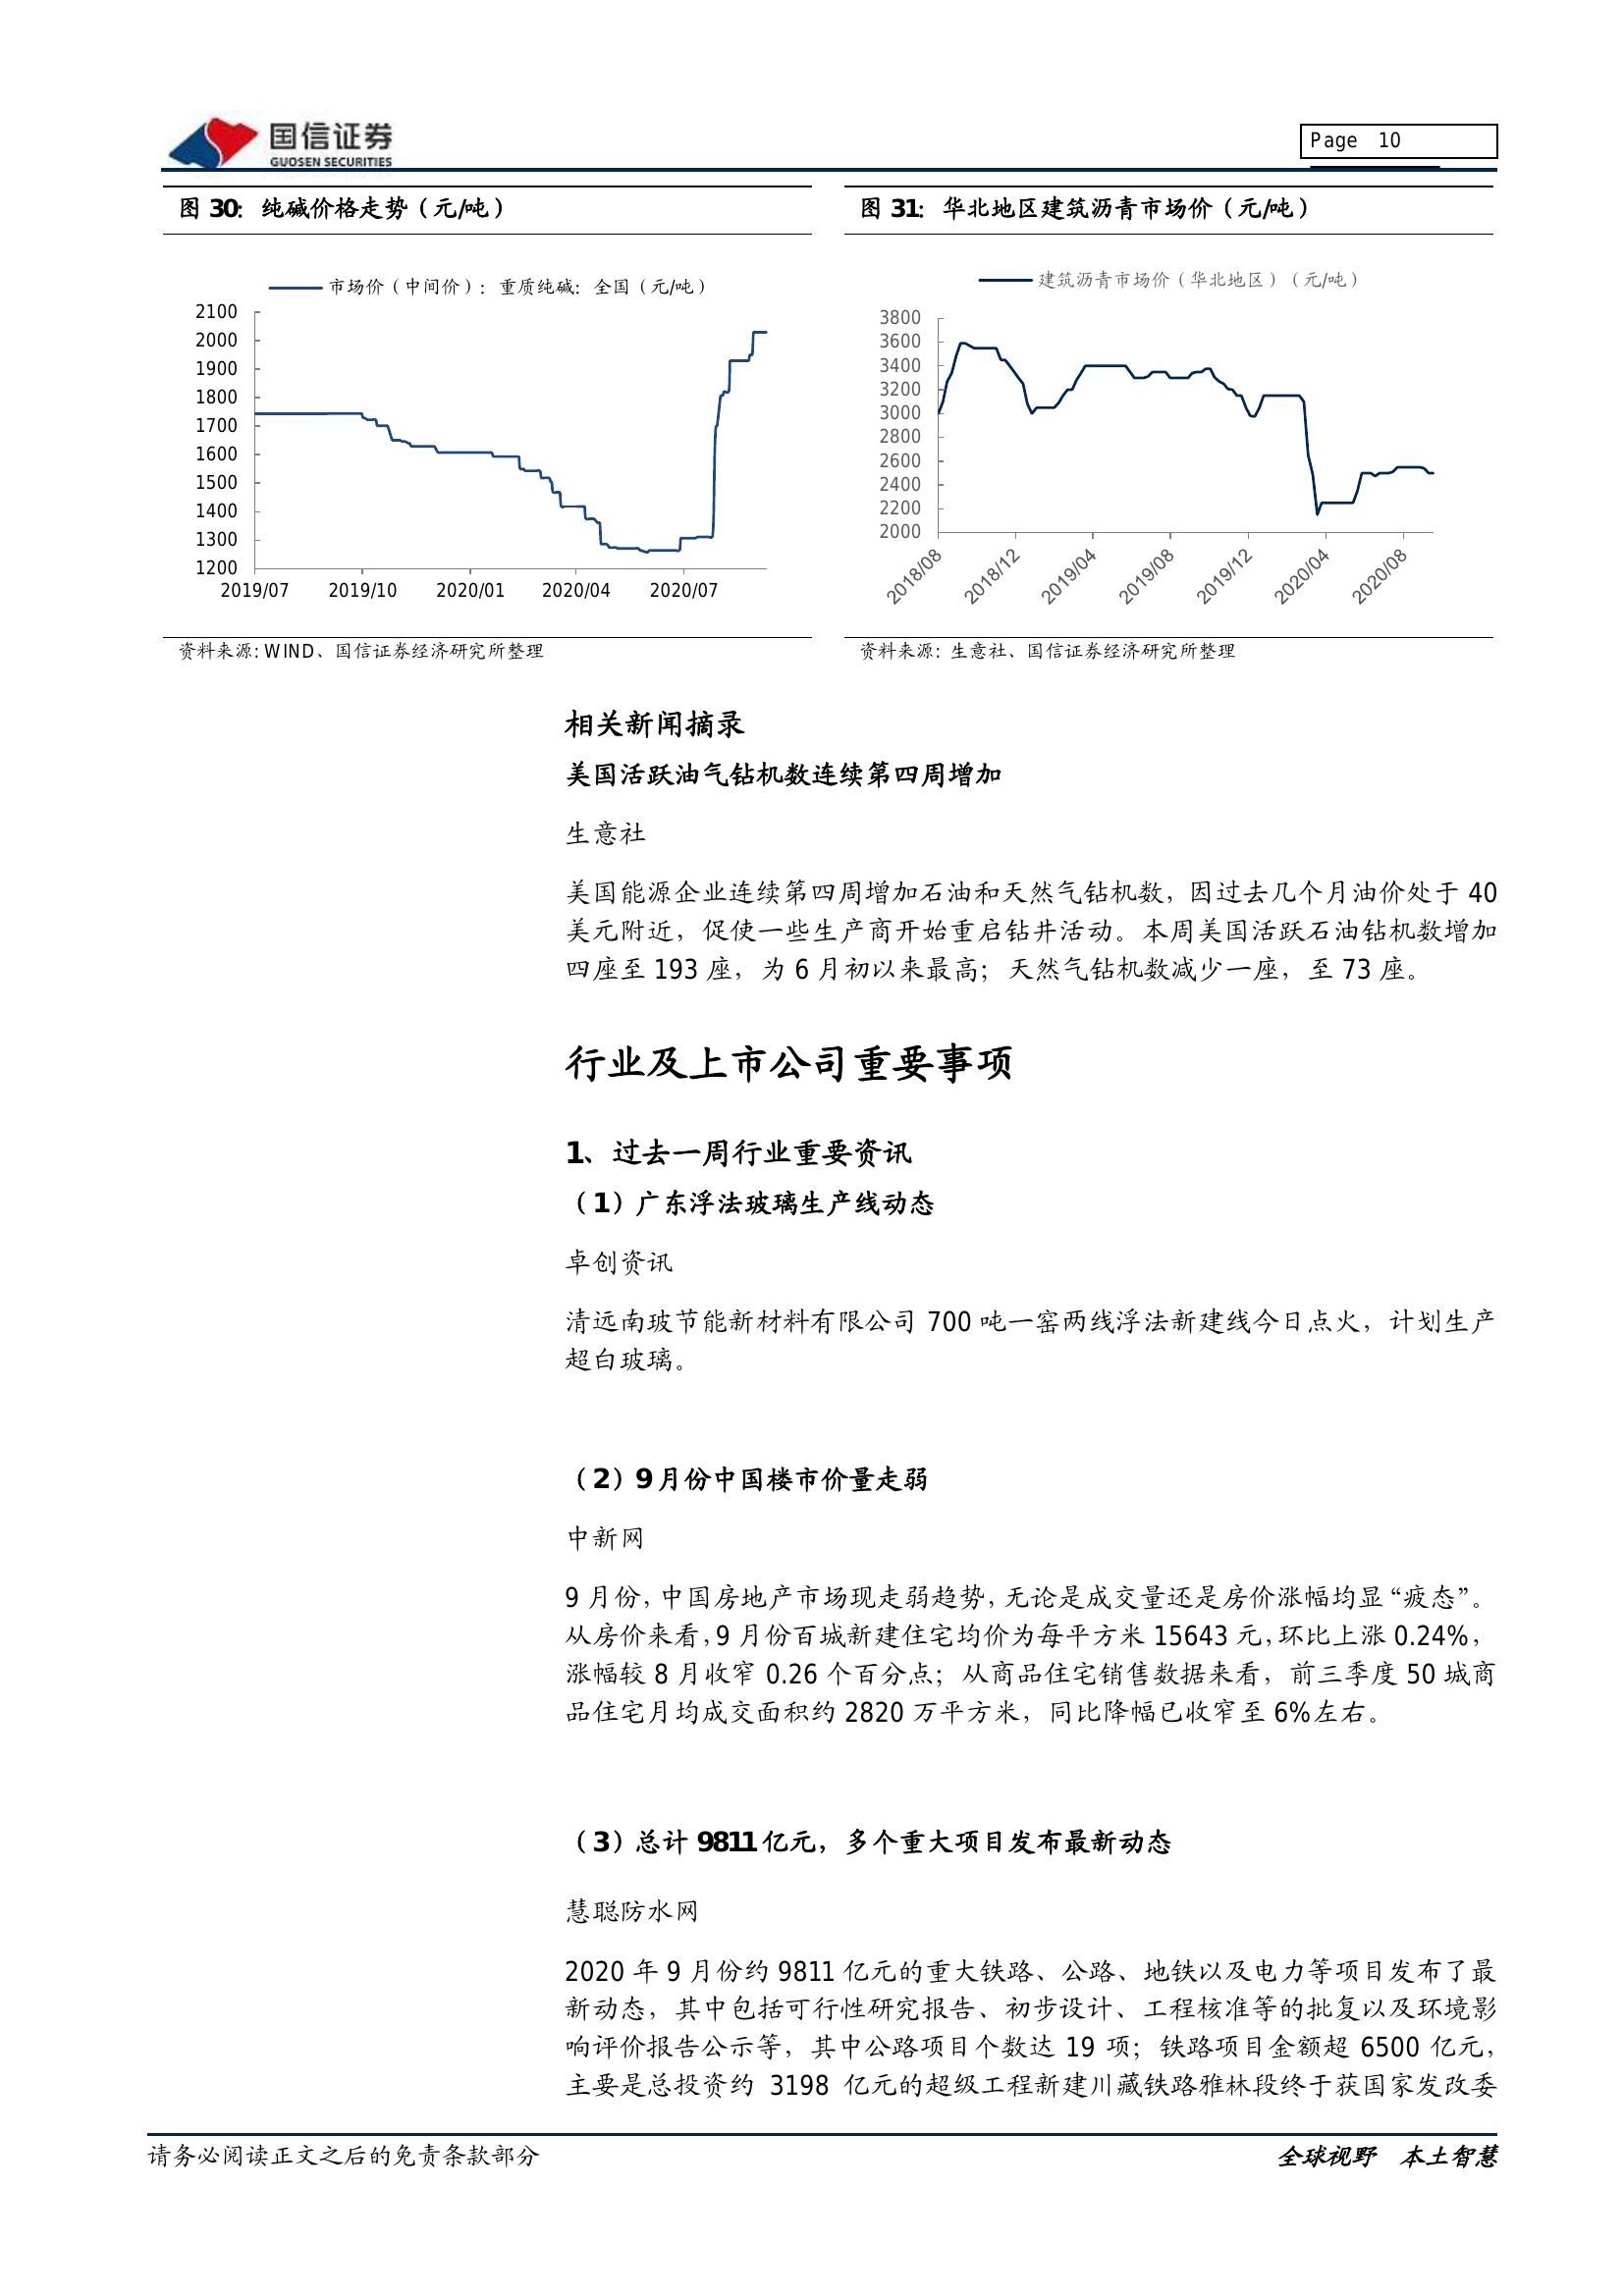 国信证券
GUOSEN SECURITIES
Page 10
图 30：纯碱价格走势（元/吨）
市场价（中间价）：重质纯碱：全国（元/吨）
2100
2000
1900
1800
1700
1600
1500
1400
1300
1200
2019/07 2019/10 2020/01 2020/04 2020/07
资料来源: WIND、国信证券经济研究所整理
图 31：华北地区建筑沥青市场价（元/吨）
建筑沥青市场价（华北地区）（元/吨）
3800
3600
3400
3200
3000
2800
2600
2400
2200
2000
2018/08 2018/12 2019/04 2019/08 2019/12 2020/04 2020/08
资料来源：生意社、国信证券经济研究所整理
相关新闻摘录
美国活跃油气钻机数连续第四周增加
生意社
美国能源企业连续第四周增加石油和天然气钻机数，因过去几个月油价处于 40
美元附近，促使一些生产商开始重启钻井活动。本周美国活跃石油钻机数增加
四座至 193 座，为 6 月初以来最高；天然气钻机数减少一座，至 73 座。
行业及上市公司重要事项
1、过去一周行业重要资讯
（1）广东浮法玻璃生产线动态
卓创资讯
清远南玻节能新材料有限公司 700 吨一窑两线浮法新建线今日点火，计划生产
超白玻璃。
（2）9 月份中国楼市价量走弱
中新网
9 月份，中国房地产市场现走弱趋势，无论是成交量还是房价涨幅均显“疲态”。
从房价来看，9 月份百城新建住宅均价为每平方米 15643 元，环比上涨 0.24%，
涨幅较 8 月收窄 0.26 个百分点；从商品住宅销售数据来看，前三季度 50 城商
品住宅月均成交面积约 2820 万平方米，同比降幅已收窄至 6%左右。
（3）总计 9811 亿元，多个重大项目发布最新动态
慧聪防水网
2020 年 9 月份约 9811 亿元的重大铁路、公路、地铁以及电力等项目发布了最
新动态，其中包括可行性研究报告、初步设计、工程核准等的批复以及环境影
响评价报告公示等，其中公路项目个数达 19 项；铁路项目金额超 6500 亿元，
主要是总投资约 3198 亿元的超级工程新建川藏铁路雅林段终于获国家发改委
请务必阅读正文之后的免责条款部分
全球视野 本土智慧